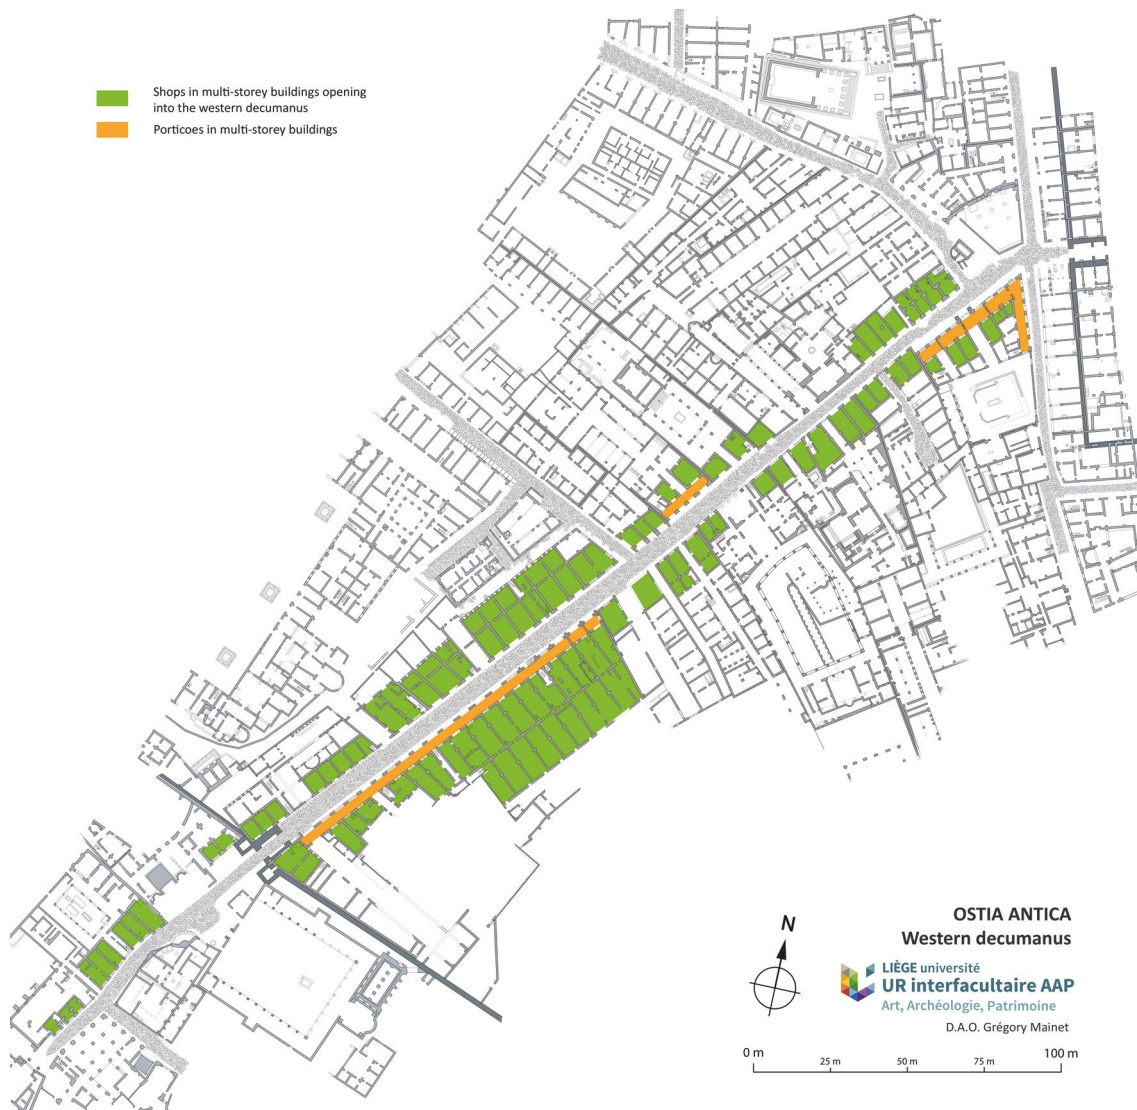 Shops in multi-storey buildings opening
into the western decumanus
Porticoes in multi-storey buildings
N
OSTIA ANTICA
Western decumanus
LIÈGE université
UR interfacultaire AAP
Art, Archéologie, Patrimoine
D.A.O. Grégory Mainet
0 m 25 m 50 m 75 m 100 m